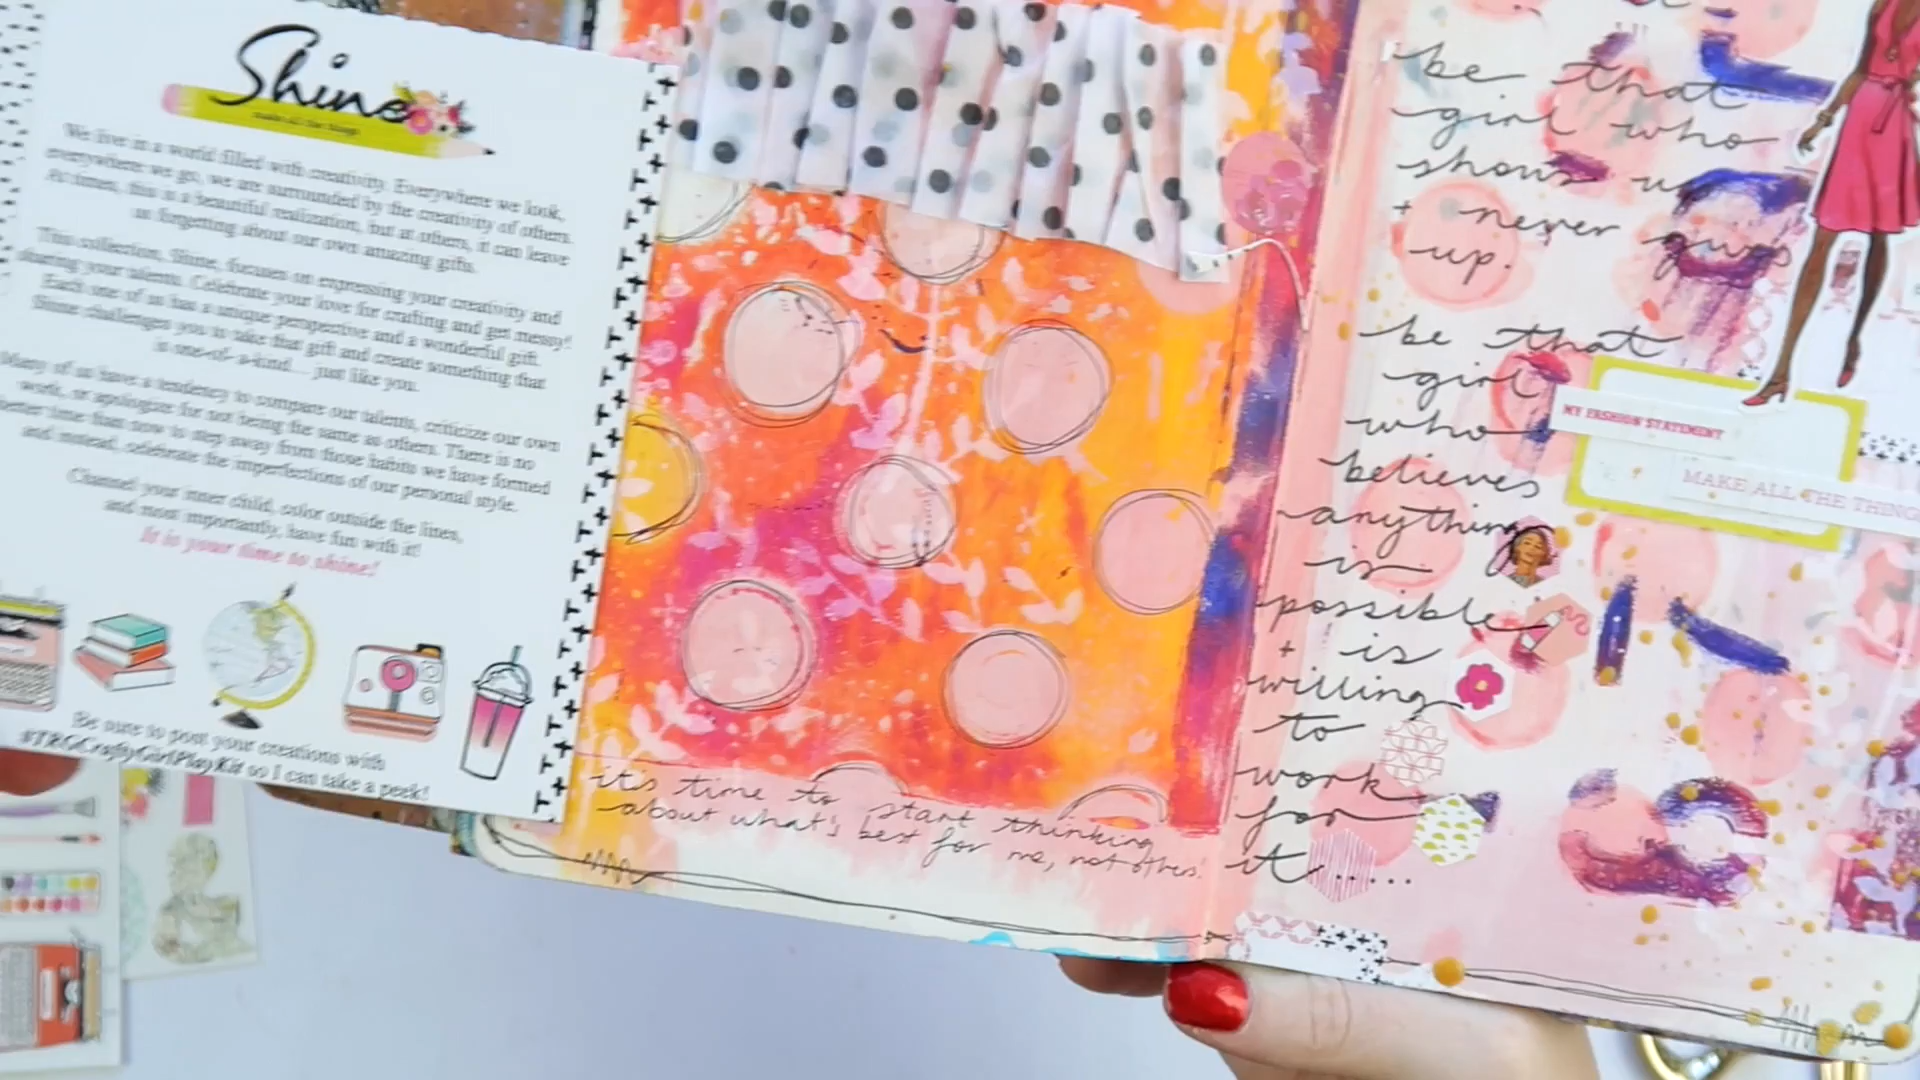 Shine
make all the things
We live in a world filled with creativity. Everywhere we look,
everywhere we go, we are surrounded by the creativity of others.
At times, this is a beautiful realization, but at others, it can leave
us forgetting about our own amazing gifts.
This collection, Shine, focuses on expressing your creativity and
sharing your talents. Celebrate your love for crafting and get messy!
Each one of us has a unique perspective and a wonderful gift.
Shine challenges you to take that gift and create something that
is one-of-a-kind... just like you.
Many of us have a tendency to compare our talents, criticize our own
work, or apologize for not being the same as others. There is no
better time than now to step away from those habits we have formed
and instead, celebrate the imperfections of our personal style.
Channel your inner child, color outside the lines,
and most importantly, have fun with it!
It is your time to shine!
Be sure to post your creations with
#TRGCraftyGirlPlayKit so I can take a peek!
it's time to start thinking
about what's best for me, not others!
be that
girl who
shows up
+ never gives
up.
be that
girl
who
believes
anything
is
possible
+ is
willing
to
work
for
it.....
MY FASHION STATEMENT
MAKE ALL THE THINGS